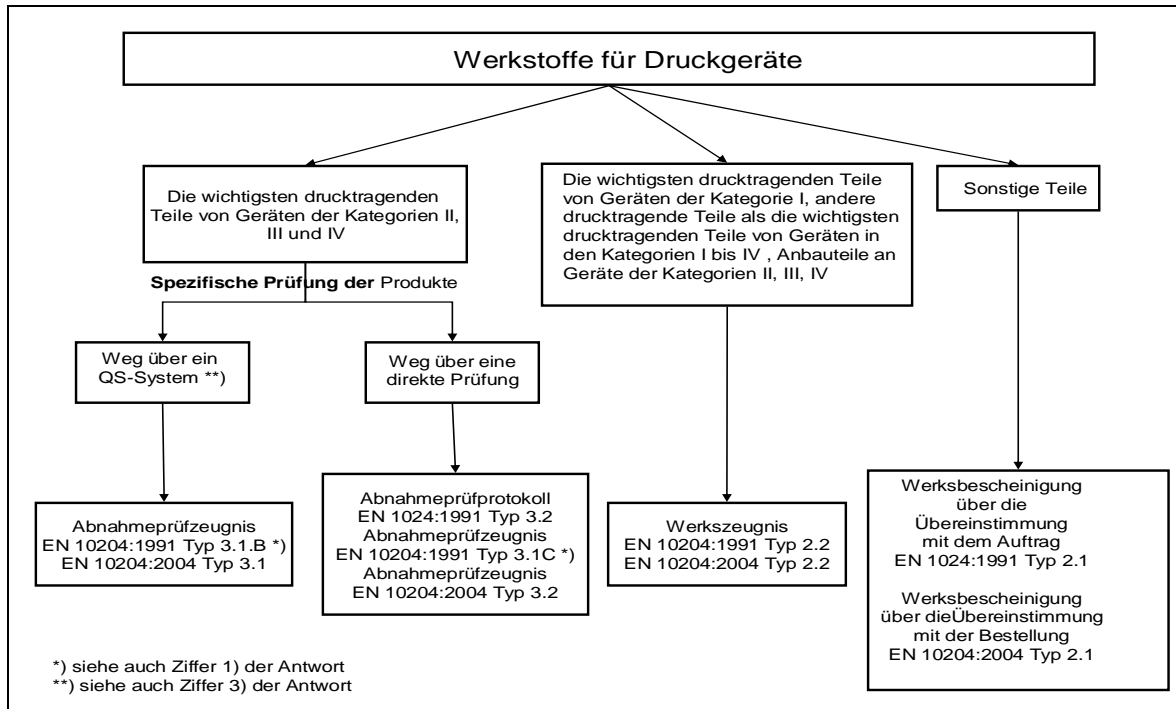 Werkstoffe für Druckgeräte
Die wichtigsten drucktragenden
Teile von Geräten der Kategorien II,
III und IV
Die wichtigsten drucktragenden Teile
von Geräten der Kategorie I, andere
drucktragende Teile als die wichtigsten
drucktragenden Teile von Geräten in
den Kategorien I bis IV , Anbauteile an
Geräte der Kategorien II, III, IV
Sonstige Teile
Spezifische Prüfung der Produkte
Weg über ein
QS-System **)
Weg über eine
direkte Prüfung
Abnahmeprüfzeugnis
EN 10204:1991 Typ 3.1.B *)
EN 10204:2004 Typ 3.1
Abnahmeprüfprotokoll
EN 1024:1991 Typ 3.2
Abnahmeprüfzeugnis
EN 10204:1991 Typ 3.1C *)
Abnahmeprüfzeugnis
EN 10204:2004 Typ 3.2
Werkszeugnis
EN 10204:1991 Typ 2.2
EN 10204:2004 Typ 2.2
Werksbescheinigung
über die
Übereinstimmung
mit dem Auftrag
EN 1024:1991 Typ 2.1
Werksbescheinigung
über dieÜbereinstimmung
mit der Bestellung
EN 10204:2004 Typ 2.1
*) siehe auch Ziffer 1) der Antwort
**) siehe auch Ziffer 3) der Antwort